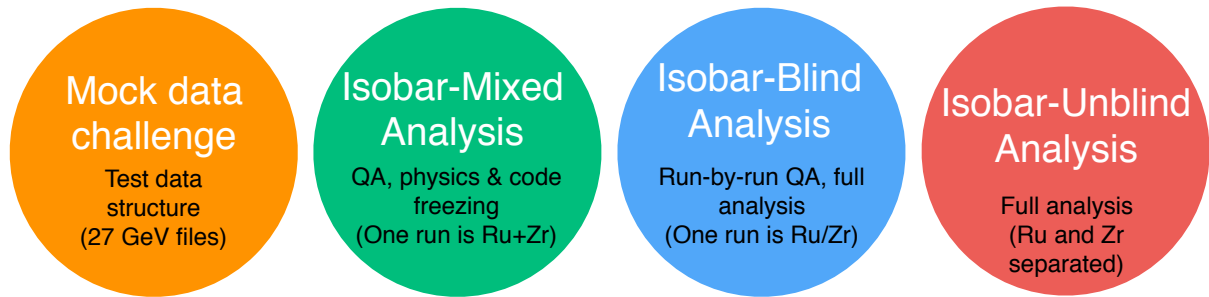 Mock data
challenge
Test data
structure
(27 GeV files)
Isobar-Mixed
Analysis
QA, physics & code
freezing
(One run is Ru+Zr)
Isobar-Blind
Analysis
Run-by-run QA, full
analysis
(One run is Ru/Zr)
Isobar-Unblind
Analysis
Full analysis
(Ru and Zr
separated)